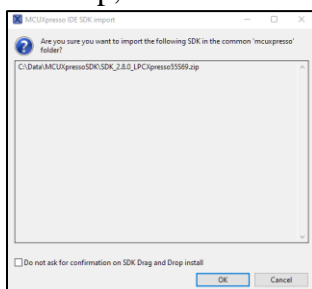 MCUXpresso IDE SDK import
Are you sure you want to import the following SDK in the common 'mcuxpresso'
folder?
C:\Data\MCUXpressoSDK\SDK_2.8.0_LPCXpresso55S69.zip
Do not ask for confirmation on SDK Drag and Drop install
OK Cancel